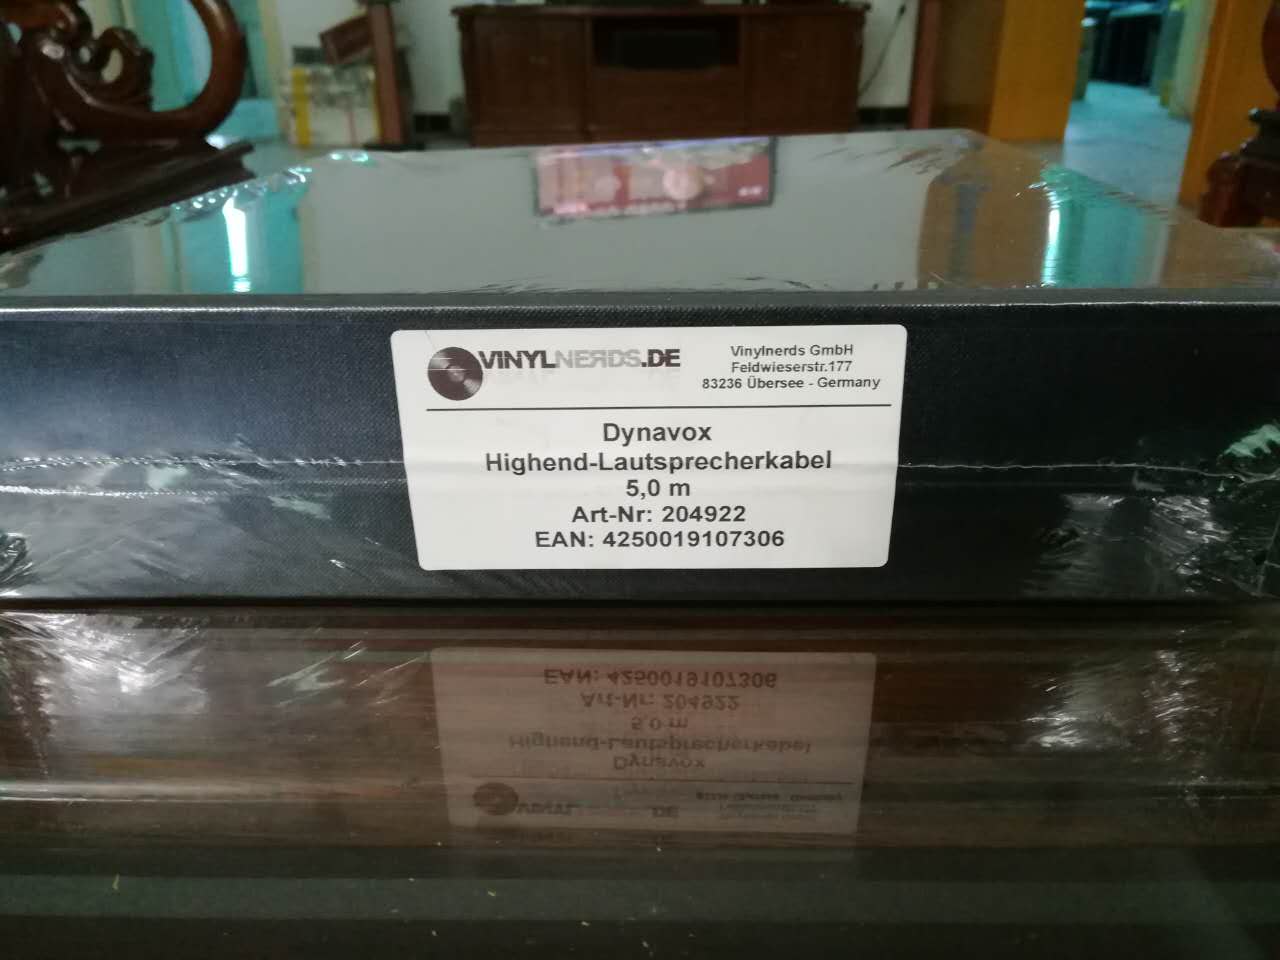 VINYLNERDS.DE
Vinylnerds GmbH
Feldwieserstr.177
83236 Übersee - Germany
Dynavox
Highend-Lautsprecherkabel
5,0 m
Art-Nr: 204922
EAN: 4250019107306